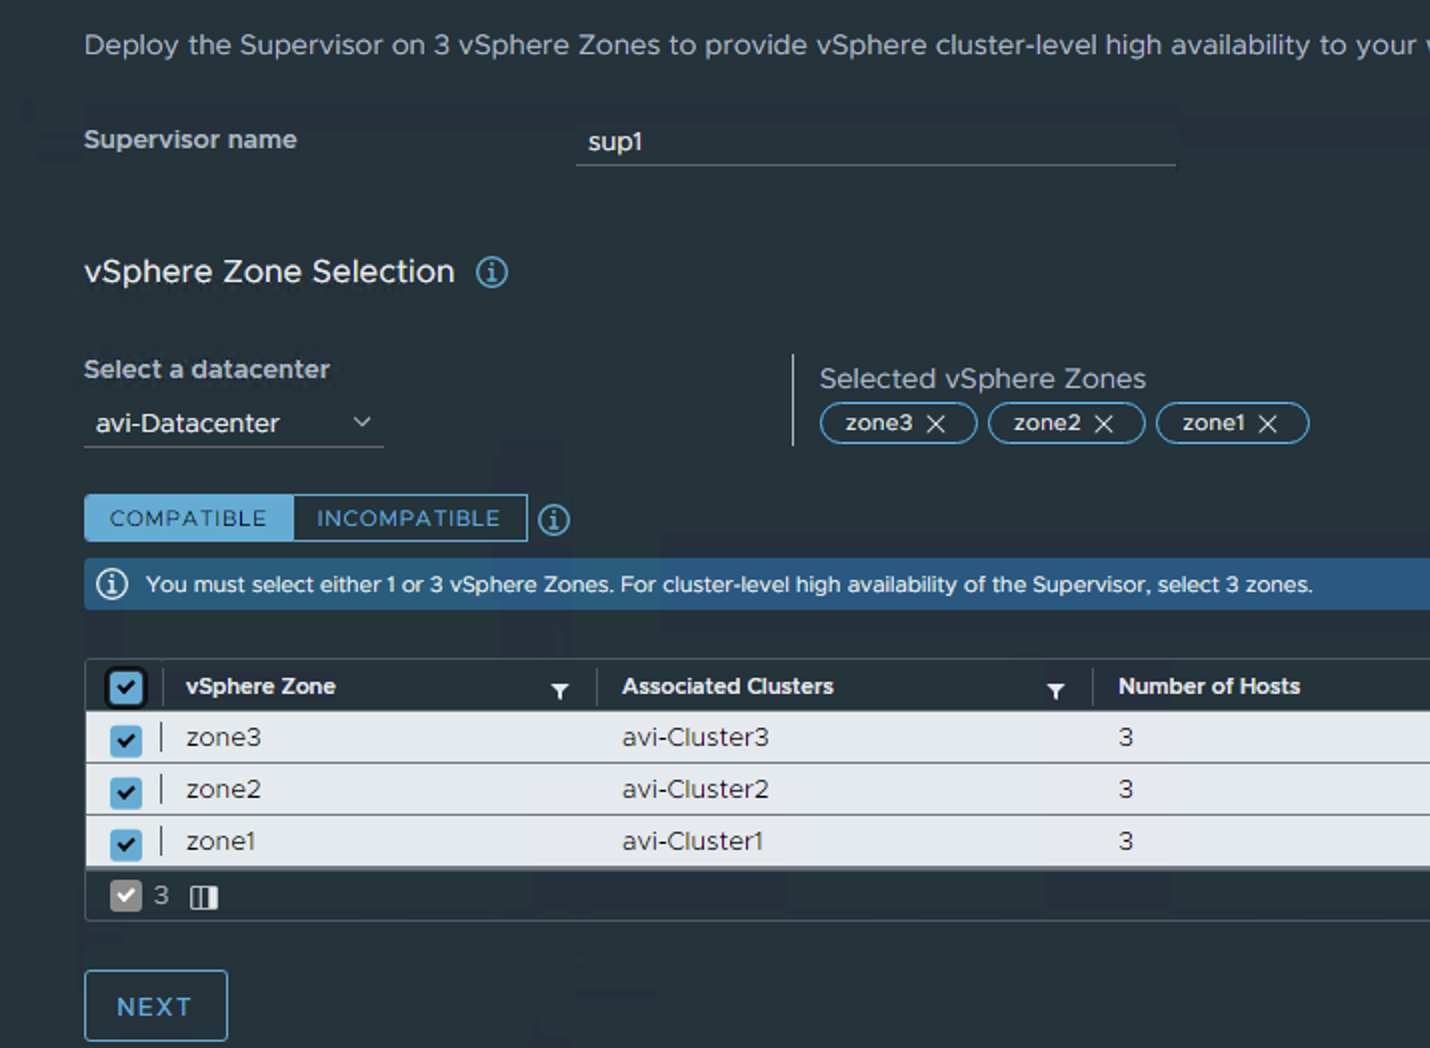 Deploy the Supervisor on 3 vSphere Zones to provide vSphere cluster-level high availability to your
Supervisor name
sup1
vSphere Zone Selection
Select a datacenter
avi-Datacenter
Selected vSphere Zones
zone3 zone2 zone1
COMPATIBLE INCOMPATIBLE
You must select either 1 or 3 vSphere Zones. For cluster-level high availability of the Supervisor, select 3 zones.
vSphere Zone Associated Clusters Number of Hosts
zone3 avi-Cluster3 3
zone2 avi-Cluster2 3
zone1 avi-Cluster1 3
3
NEXT